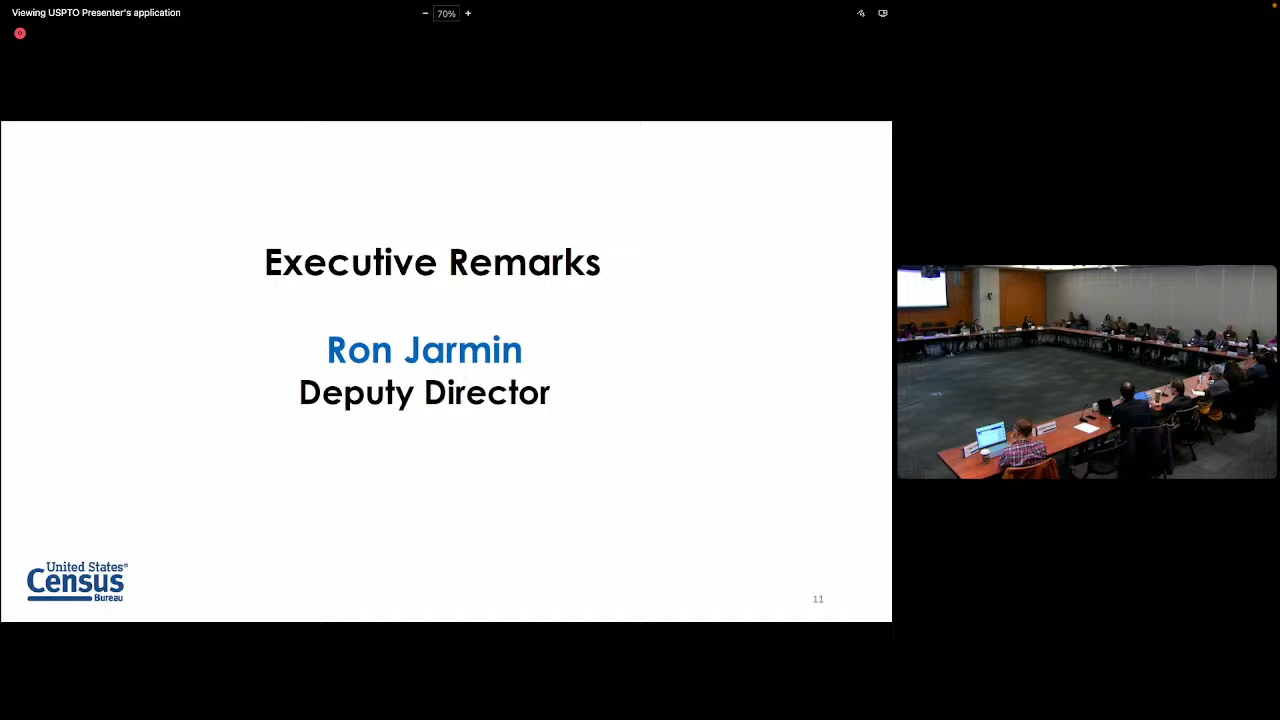 Viewing USPTO Presenter's application
− 70% +
Executive Remarks
Ron Jarmin
Deputy Director
United States®
Census
Bureau
11